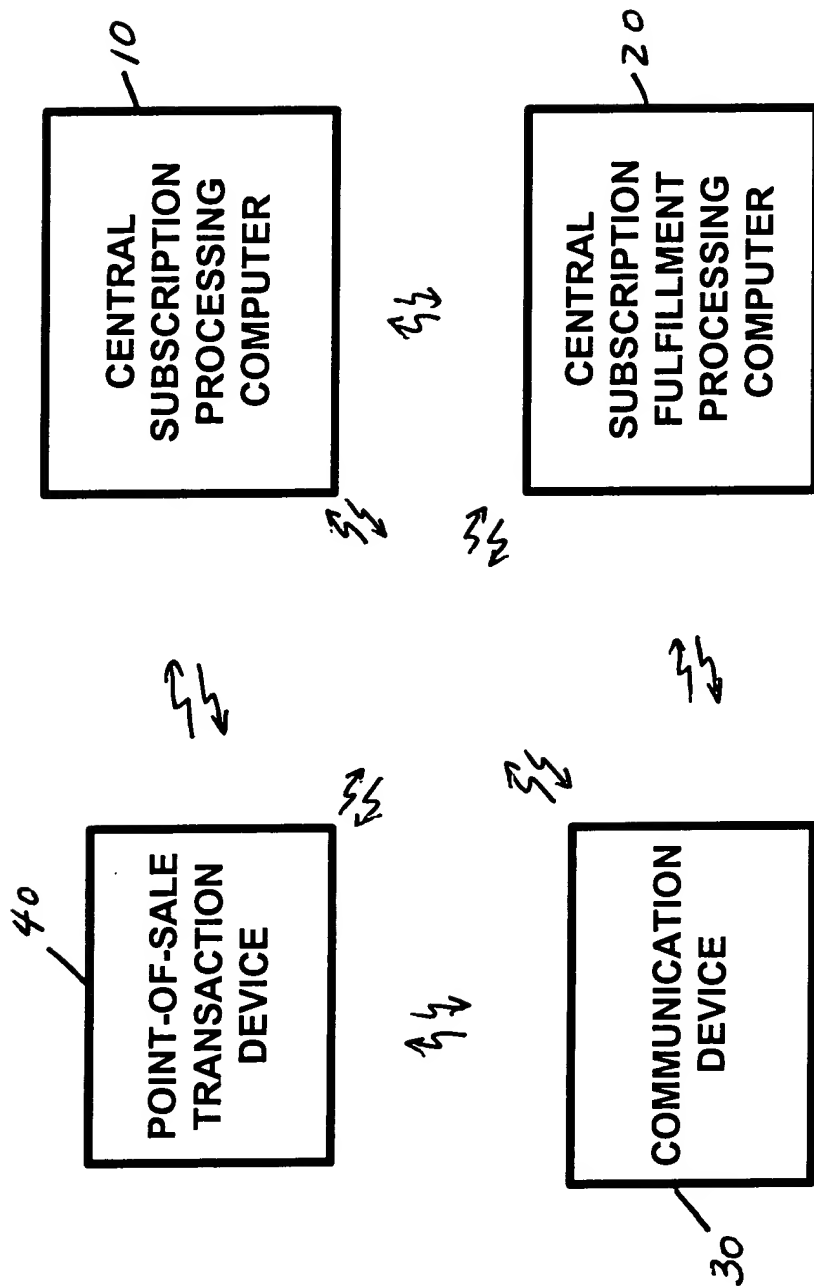 40
POINT-OF-SALE
TRANSACTION
DEVICE
10
CENTRAL
SUBSCRIPTION
PROCESSING
COMPUTER
30
COMMUNICATION
DEVICE
20
CENTRAL
SUBSCRIPTION
FULFILLMENT
PROCESSING
COMPUTER